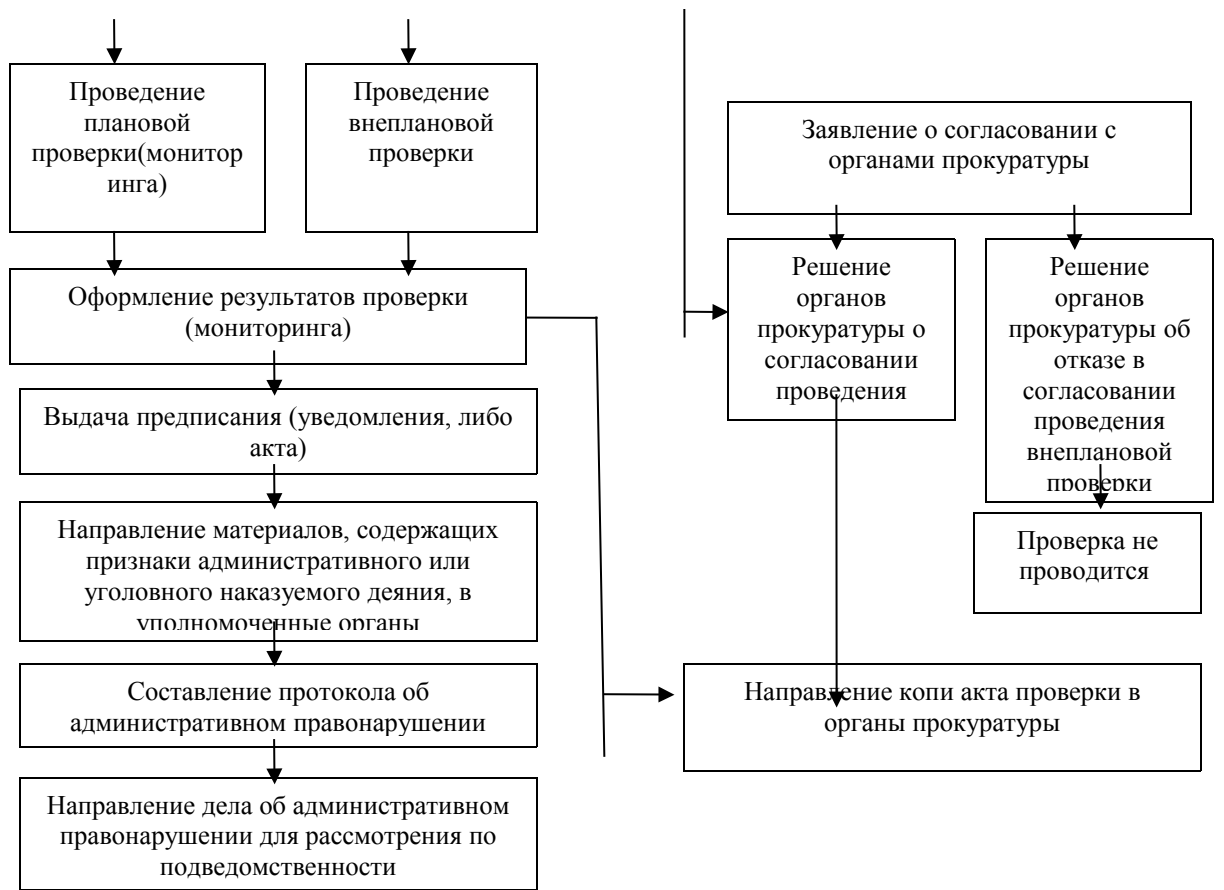 Проведение
плановой
проверки(монитор
инга)
Проведение
внеплановой
проверки
Заявление о согласовании с
органами прокуратуры
Оформление результатов проверки
(мониторинга)
Решение
органов
прокуратуры о
согласовании
проведения
Решение
органов
прокуратуры об
отказе в
согласовании
проведения
внеплановой
проверки
Выдача предписания (уведомления, либо
акта)
Направление материалов, содержащих
признаки административного или
уголовного наказуемого деяния, в
уполномоченные органы
Проверка не
проводится
Составление протокола об
административном правонарушении
Направление копи акта проверки в
органы прокуратуры
Направление дела об административном
правонарушении для рассмотрения по
подведомственности